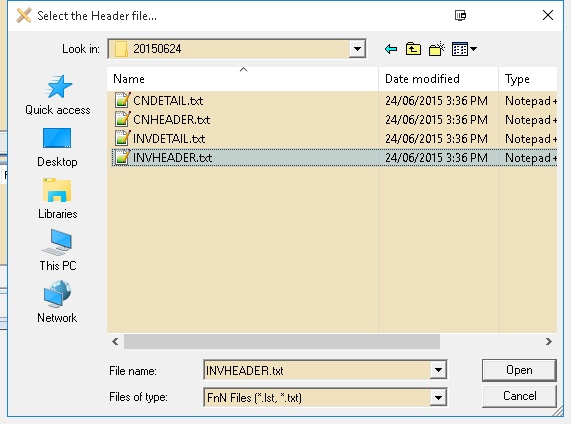 Select the Header file...
Look in: 20150624
Name Date modified Type
CNDETAIL.txt 24/06/2015 3:36 PM Notepad+
CNHEADER.txt 24/06/2015 3:36 PM Notepad+
INVDETAIL.txt 24/06/2015 3:36 PM Notepad+
INVHEADER.txt 24/06/2015 3:36 PM Notepad+
Quick access
Desktop
Libraries
This PC
Network
File name: INVHEADER.txt Open
Files of type: FnN Files (*.lst, *.txt) Cancel